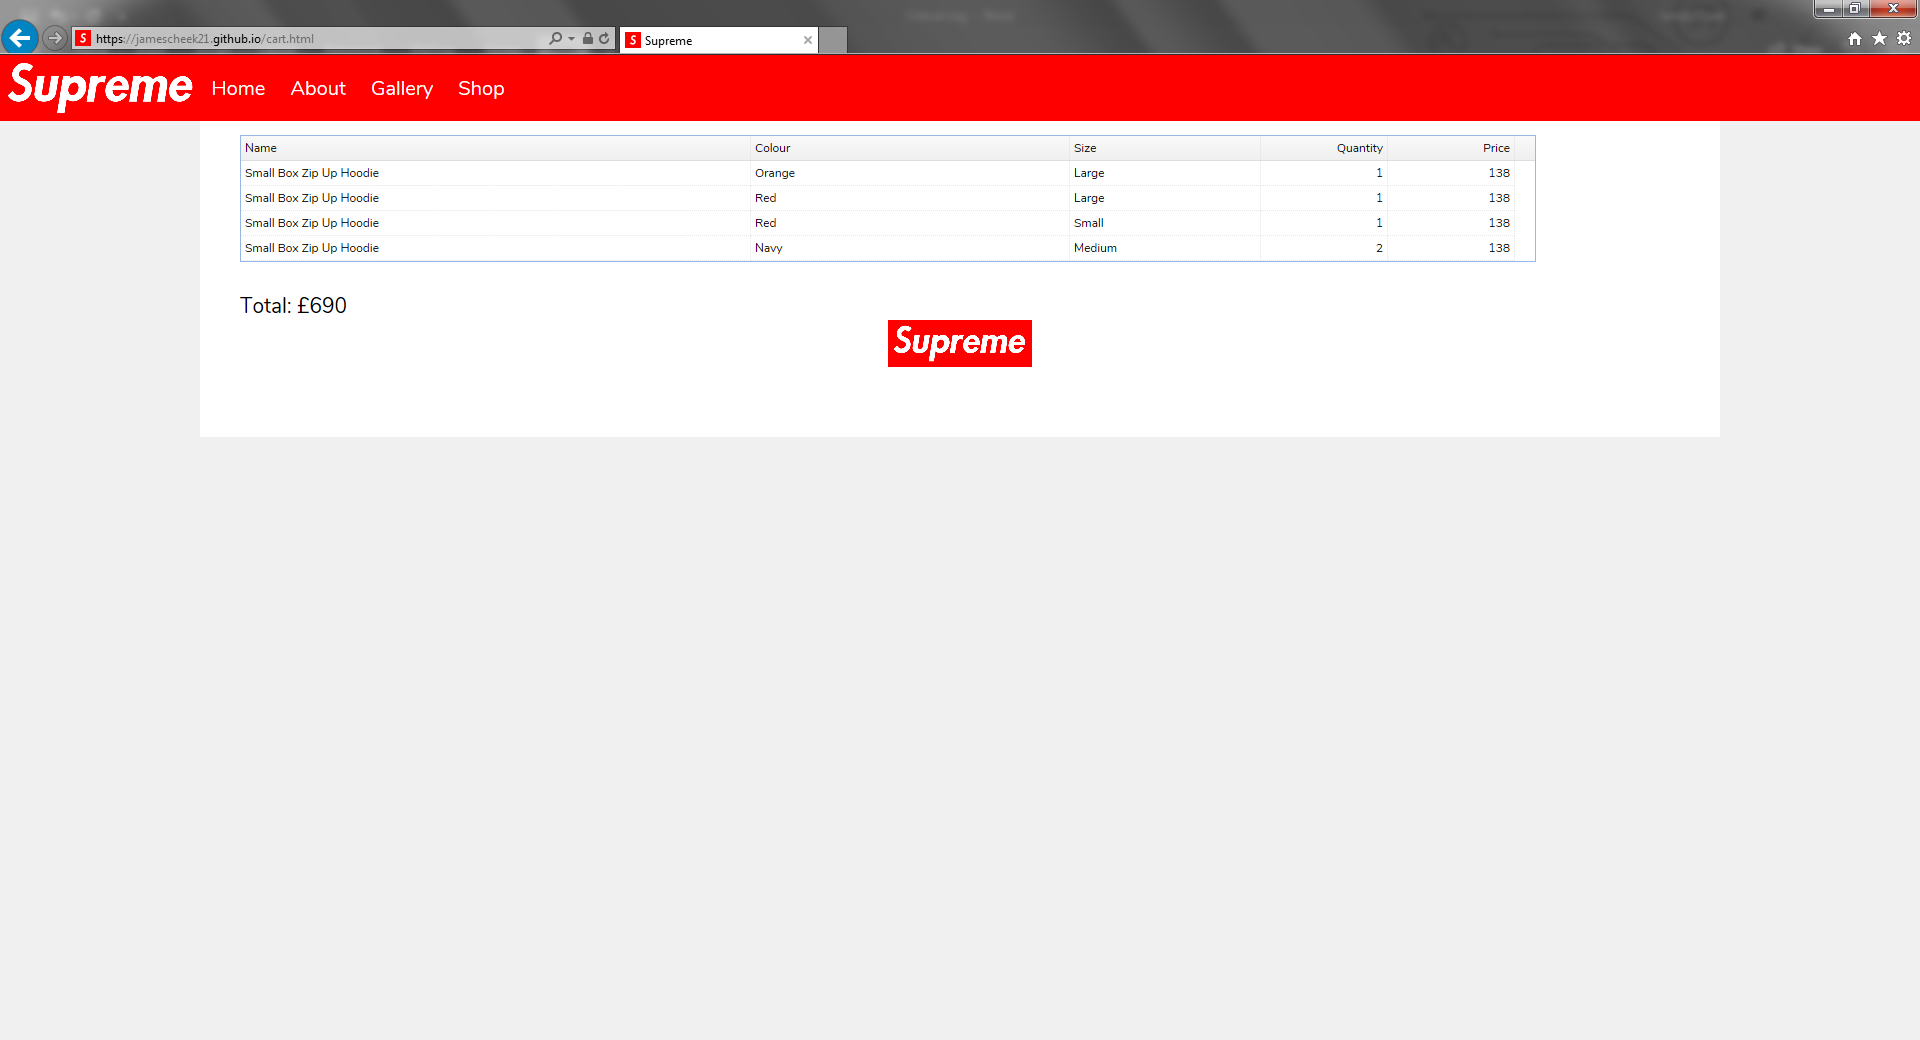 https://jamescheek21.github.io/cart.html
S Supreme
Supreme Home About Gallery Shop
Name Colour Size Quantity Price
Small Box Zip Up Hoodie Orange Large 1 138
Small Box Zip Up Hoodie Red Large 1 138
Small Box Zip Up Hoodie Red Small 1 138
Small Box Zip Up Hoodie Navy Medium 2 138
Total: £690
Supreme